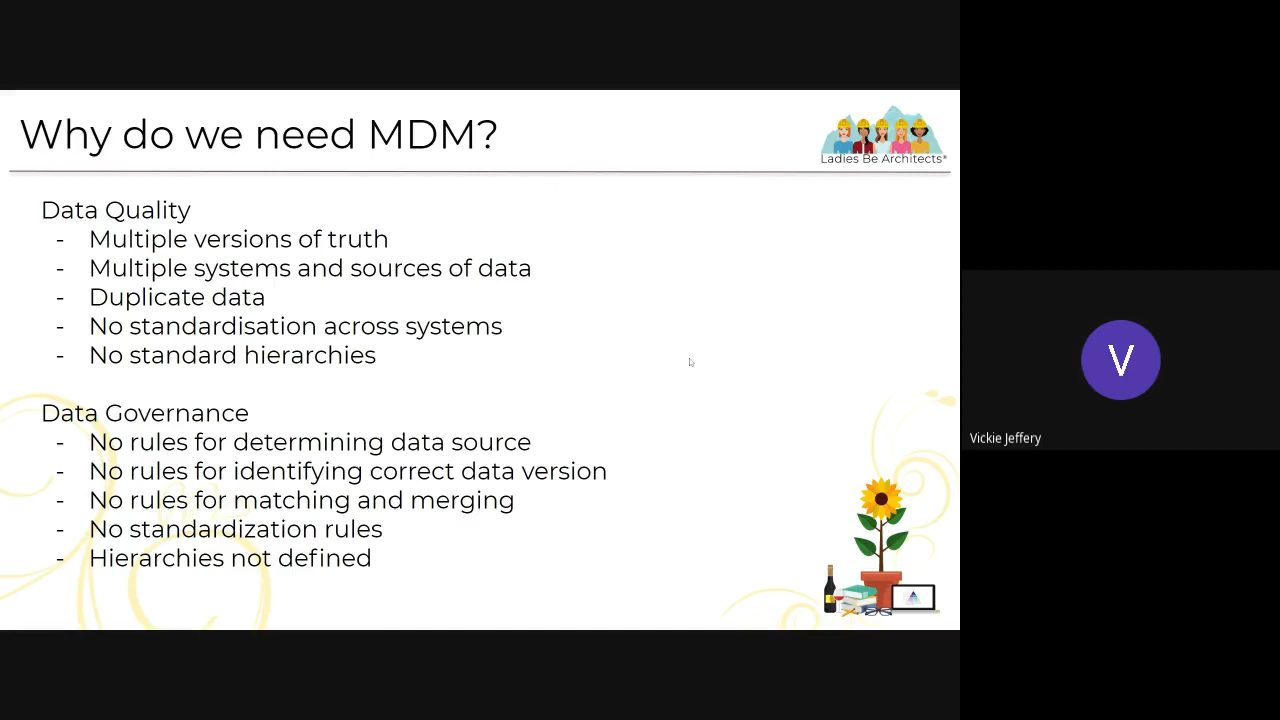 Why do we need MDM?
Ladies Be Architects*
Data Quality
- Multiple versions of truth
- Multiple systems and sources of data
- Duplicate data
- No standardisation across systems
- No standard hierarchies
Data Governance
- No rules for determining data source
- No rules for identifying correct data version
- No rules for matching and merging
- No standardization rules
- Hierarchies not defined
V
Vickie Jeffery